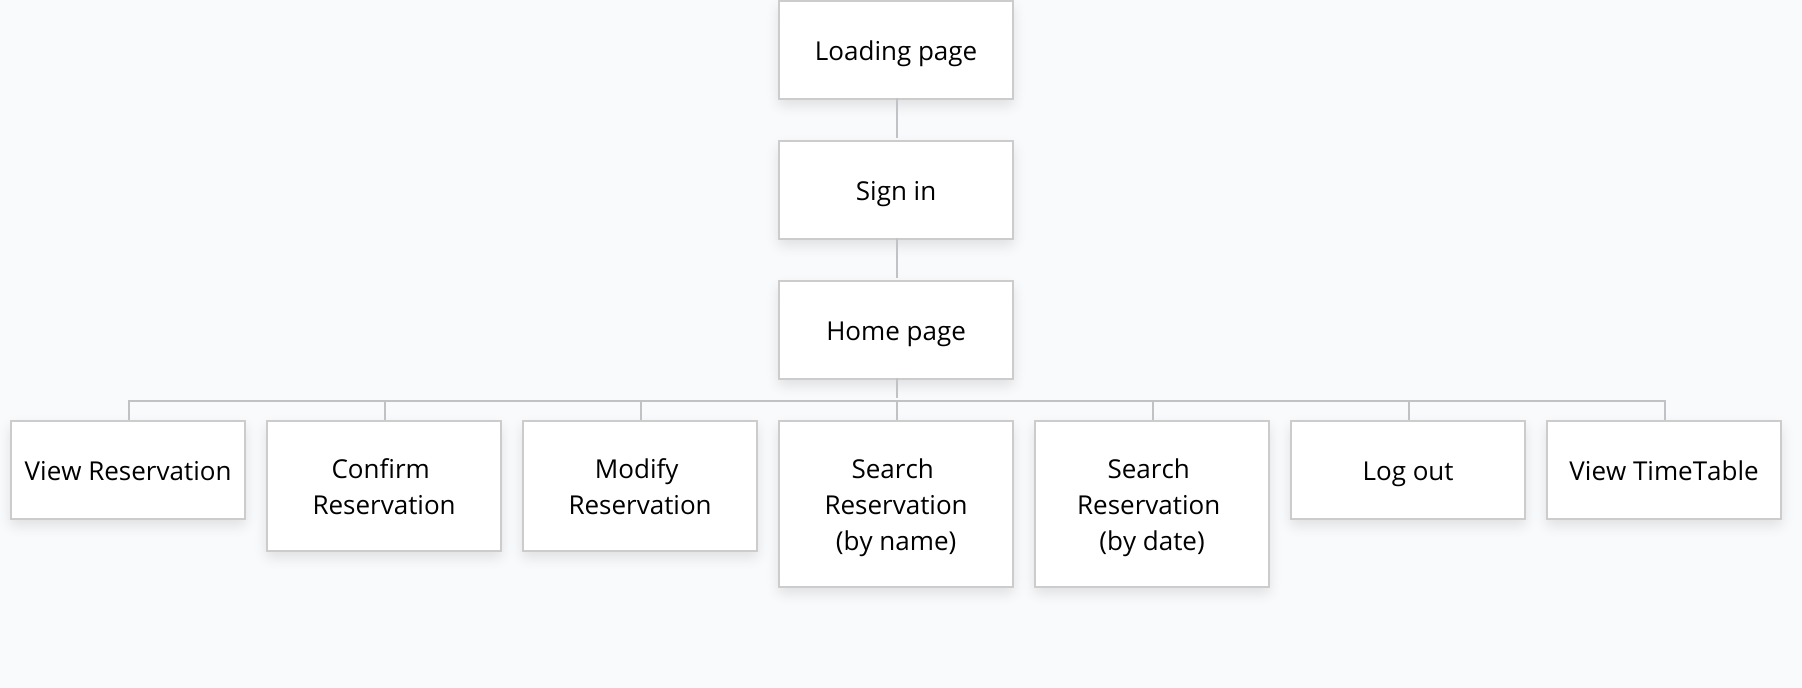 Loading page
Sign in
Home page
View Reservation
Confirm
Reservation
Modify
Reservation
Search
Reservation
(by name)
Search
Reservation
(by date)
Log out
View TimeTable